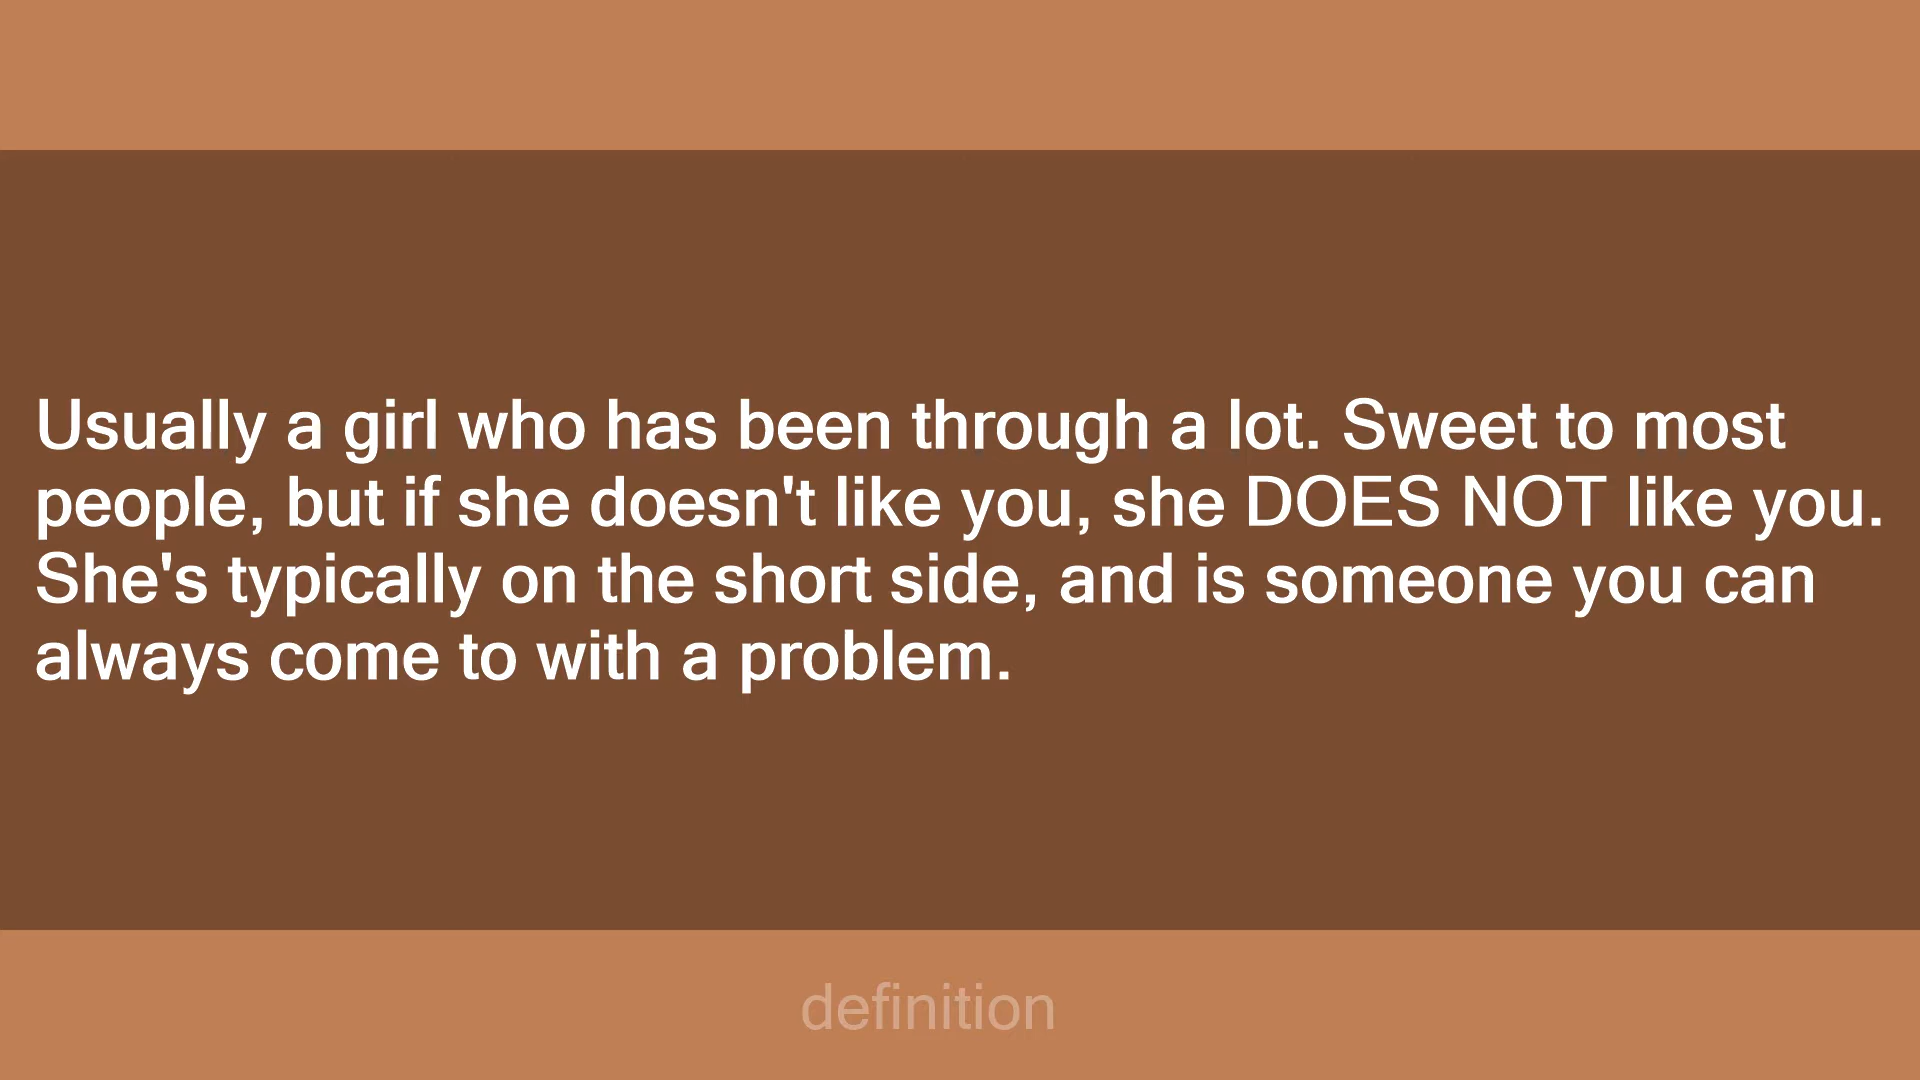 Usually a girl who has been through a lot. Sweet to most
people, but if she doesn't like you, she DOES NOT like you.
She's typically on the short side, and is someone you can
always come to with a problem.
definition